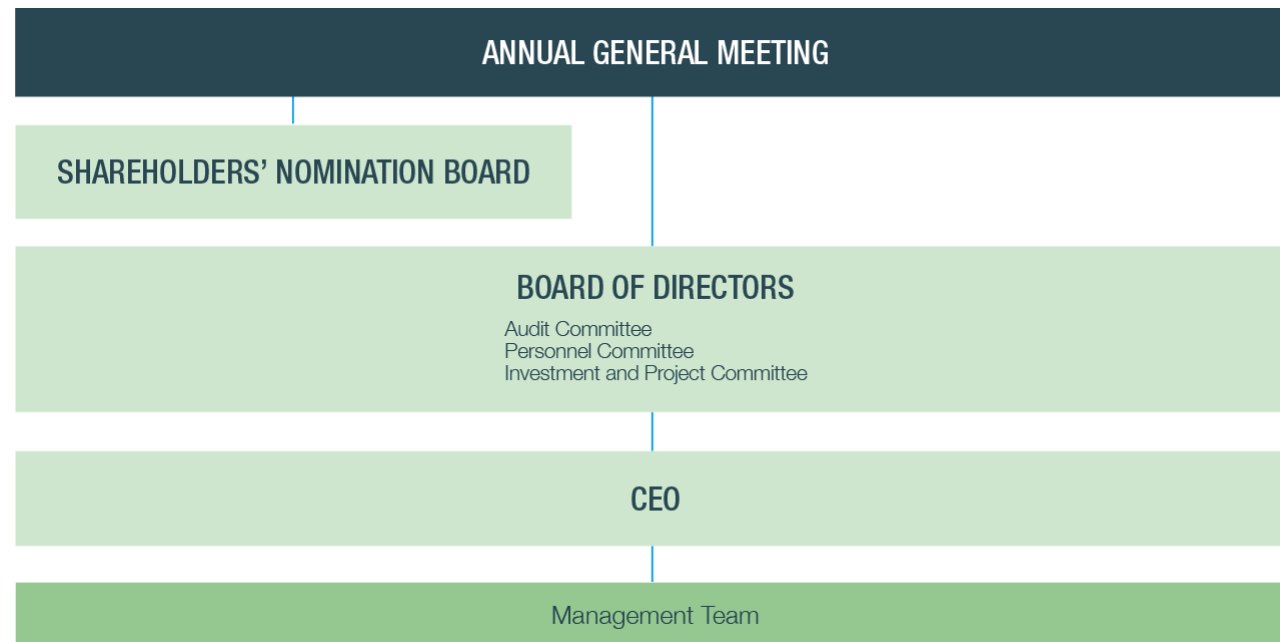 ANNUAL GENERAL MEETING
SHAREHOLDERS’ NOMINATION BOARD
BOARD OF DIRECTORS
Audit Committee
Personnel Committee
Investment and Project Committee
CEO
Management Team